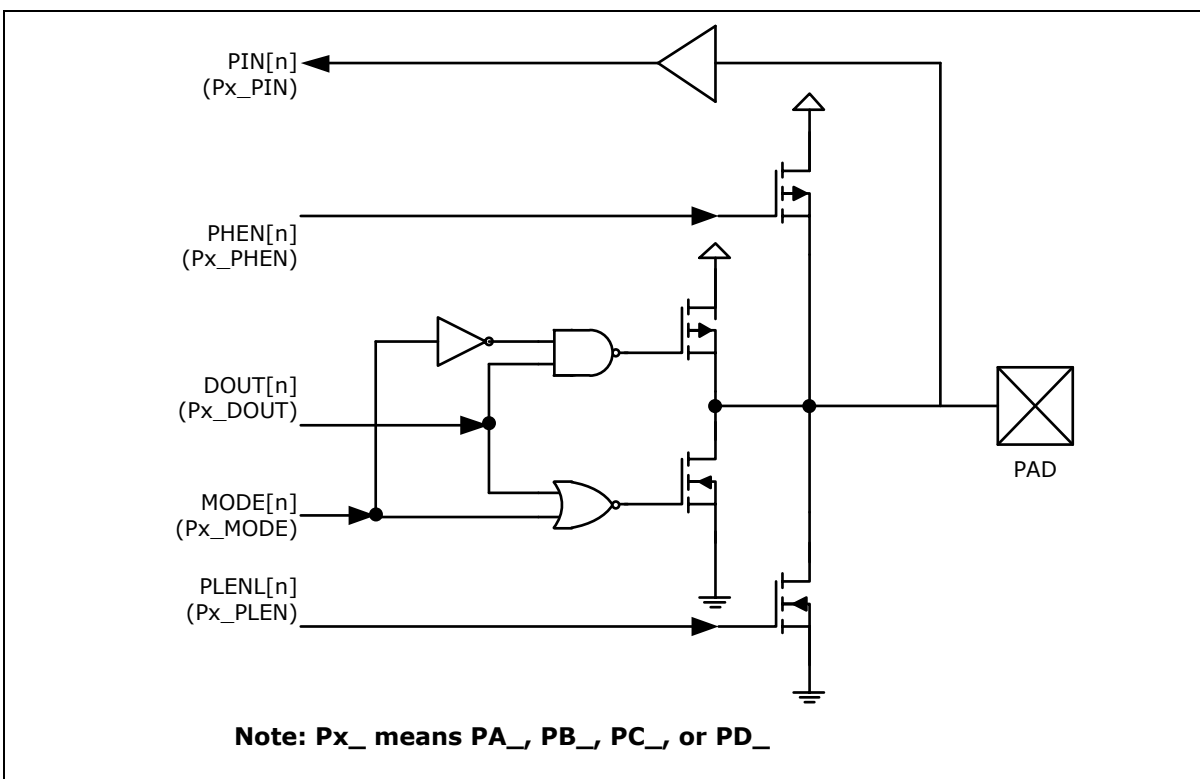 PIN[n]
(Px_PIN)
PHEN[n]
(Px_PHEN)
DOUT[n]
(Px_DOUT)
MODE[n]
(Px_MODE)
PLENL[n]
(Px_PLEN)
PAD
Note: Px_ means PA_, PB_, PC_, or PD_